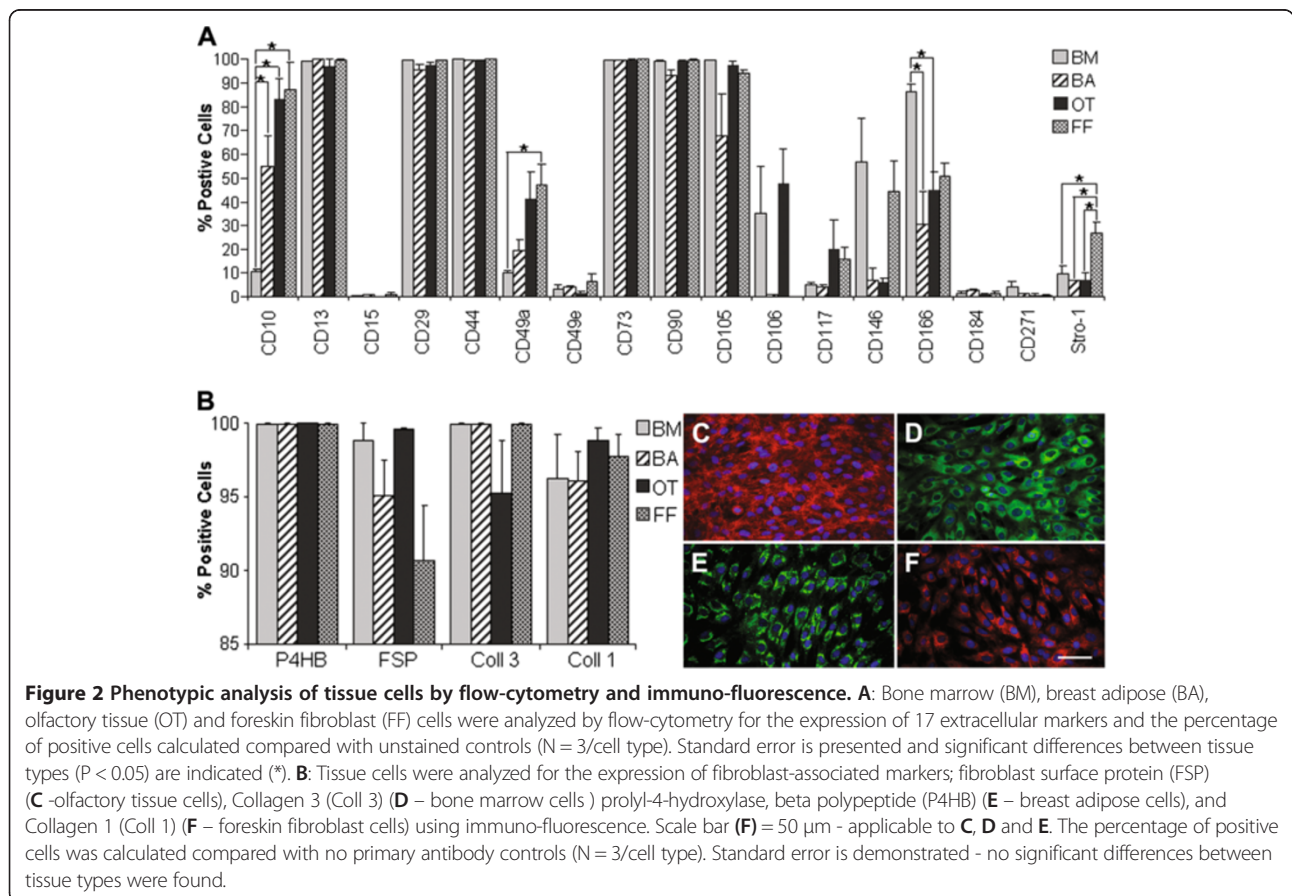 A
% Postive Cells
100
90
80
70
60
50
40
30
20
10
0
* * *
*
* *
* * *
BM
BA
OT
FF
CD10 CD13 CD15 CD29 CD44 CD49a CD49e CD73 CD90 CD105 CD106 CD117 CD146 CD166 CD184 CD271 Stro-1
B
% Positive Cells
100
95
90
85
BM
BA
OT
FF
P4HB FSP Coll 3 Coll 1
C D
E F
Figure 2 Phenotypic analysis of tissue cells by flow-cytometry and immuno-fluorescence. A: Bone marrow (BM), breast adipose (BA),
olfactory tissue (OT) and foreskin fibroblast (FF) cells were analyzed by flow-cytometry for the expression of 17 extracellular markers and the percentage
of positive cells calculated compared with unstained controls (N = 3/cell type). Standard error is presented and significant differences between tissue
types (P < 0.05) are indicated (*). B: Tissue cells were analyzed for the expression of fibroblast-associated markers; fibroblast surface protein (FSP)
(C -olfactory tissue cells), Collagen 3 (Coll 3) (D – bone marrow cells ) prolyl-4-hydroxylase, beta polypeptide (P4HB) (E – breast adipose cells), and
Collagen 1 (Coll 1) (F – foreskin fibroblast cells) using immuno-fluorescence. Scale bar (F) = 50 μm - applicable to C, D and E. The percentage of positive
cells was calculated compared with no primary antibody controls (N = 3/cell type). Standard error is demonstrated - no significant differences between
tissue types were found.